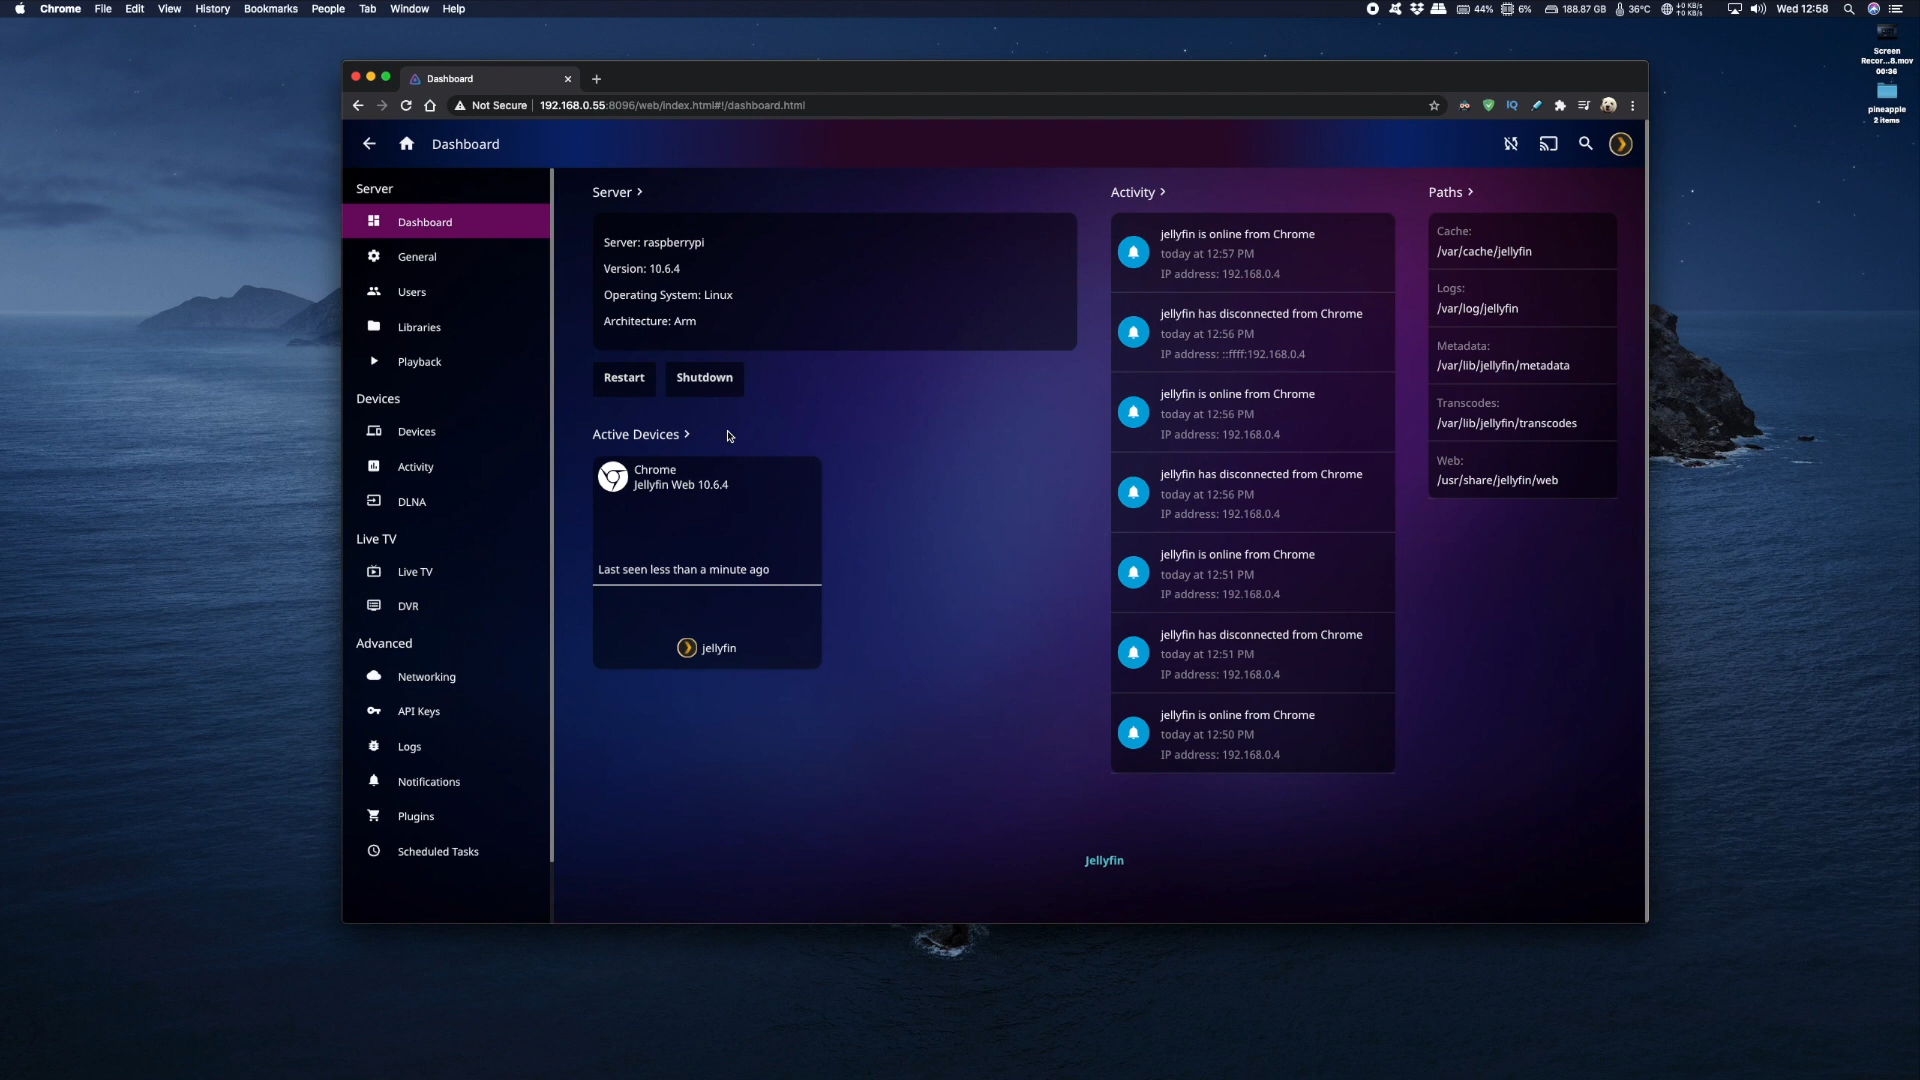 Chrome File Edit View History Bookmarks People Tab Window Help
44% 6% 188.87 GB 36°C ↓0 KB/s ↑0 KB/s Wed 12:58
Screen
Recor...8.mov
00:36
pineapple
2 items
Dashboard
Not Secure 192.168.0.55:8096/web/index.html#!/dashboard.html
Dashboard
Server
Dashboard
General
Users
Libraries
Playback
Devices
Devices
Activity
DLNA
Live TV
Live TV
DVR
Advanced
Networking
API Keys
Logs
Notifications
Plugins
Scheduled Tasks
Server
Server: raspberrypi
Version: 10.6.4
Operating System: Linux
Architecture: Arm
Restart Shutdown
Active Devices
Chrome
Jellyfin Web 10.6.4
Last seen less than a minute ago
jellyfin
Activity
jellyfin is online from Chrome
today at 12:57 PM
IP address: 192.168.0.4
jellyfin has disconnected from Chrome
today at 12:56 PM
IP address: ::ffff:192.168.0.4
jellyfin is online from Chrome
today at 12:56 PM
IP address: 192.168.0.4
jellyfin has disconnected from Chrome
today at 12:56 PM
IP address: 192.168.0.4
jellyfin is online from Chrome
today at 12:51 PM
IP address: 192.168.0.4
jellyfin has disconnected from Chrome
today at 12:51 PM
IP address: 192.168.0.4
jellyfin is online from Chrome
today at 12:50 PM
IP address: 192.168.0.4
Paths
Cache:
/var/cache/jellyfin
Logs:
/var/log/jellyfin
Metadata:
/var/lib/jellyfin/metadata
Transcodes:
/var/lib/jellyfin/transcodes
Web:
/usr/share/jellyfin/web
Jellyfin